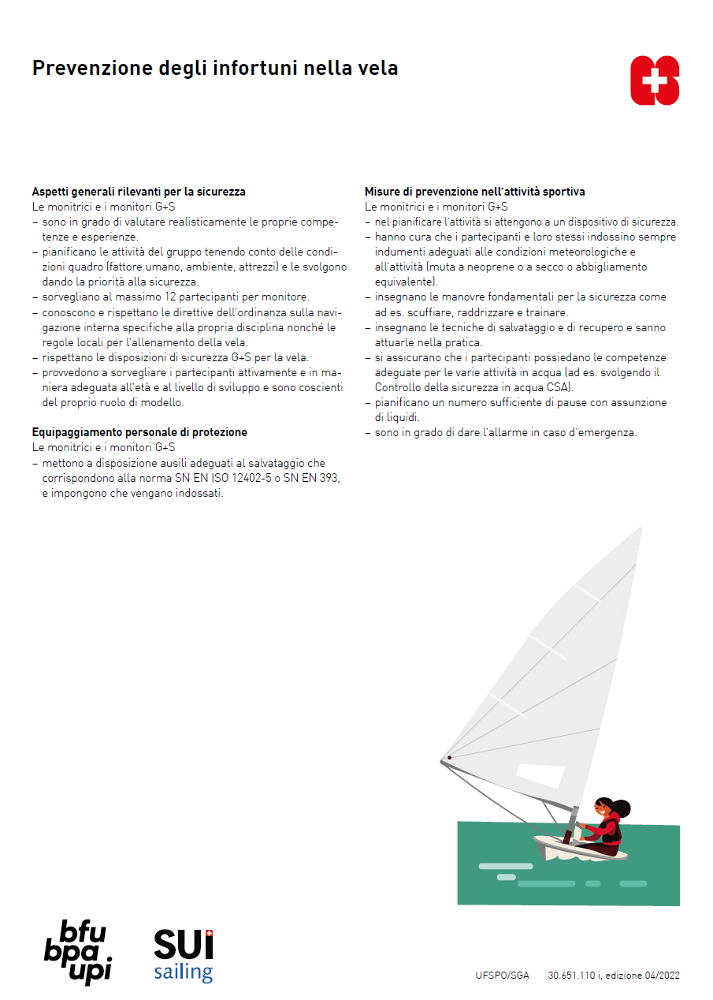 Prevenzione degli infortuni nella vela
Aspetti generali rilevanti per la sicurezza
Le monitrici e i monitori G+S
– sono in grado di valutare realisticamente le proprie compe-
tenze e esperienze.
– pianificano le attività del gruppo tenendo conto delle condi-
zioni quadro (fattore umano, ambiente, attrezzi) e le svolgono
dando la priorità alla sicurezza.
– sorvegliano al massimo 12 partecipanti per monitore.
– conoscono e rispettano le direttive dell’ordinanza sulla navi-
gazione interna specifiche alla propria disciplina nonché le
regole locali per l’allenamento della vela.
– rispettano le disposizioni di sicurezza G+S per la vela.
– provvedono a sorvegliare i partecipanti attivamente e in ma-
niera adeguata all’età e al livello di sviluppo e sono coscienti
del proprio ruolo di modello.
Equipaggiamento personale di protezione
Le monitrici e i monitori G+S
– mettono a disposizione ausili adeguati al salvataggio che
corrispondono alla norma SN EN ISO 12402-5 o SN EN 393,
e impongono che vengano indossati.
Misure di prevenzione nell’attività sportiva
Le monitrici e i monitori G+S
– nel pianificare l’attività si attengono a un dispositivo di sicurezza.
– hanno cura che i partecipanti e loro stessi indossino sempre
indumenti adeguati alle condizioni meteorologiche e
all’attività (muta a neoprene o a secco o abbigliamento
equivalente).
– insegnano le manovre fondamentali per la sicurezza come
ad es. scuffiare, raddrizzare e trainare.
– insegnano le tecniche di salvataggio e di recupero e sanno
attuarle nella pratica.
– si assicurano che i partecipanti possiedano le competenze
adeguate per le varie attività in acqua (ad es. svolgendo il
Controllo della sicurezza in acqua CSA).
– pianificano un numero sufficiente di pause con assunzione
di liquidi.
– sono in grado di dare l’allarme in caso d’emergenza.
bfu
bpa
upi
SUi
sailing
UFSPO/SGA 30.651.110 i, edizione 04/2022